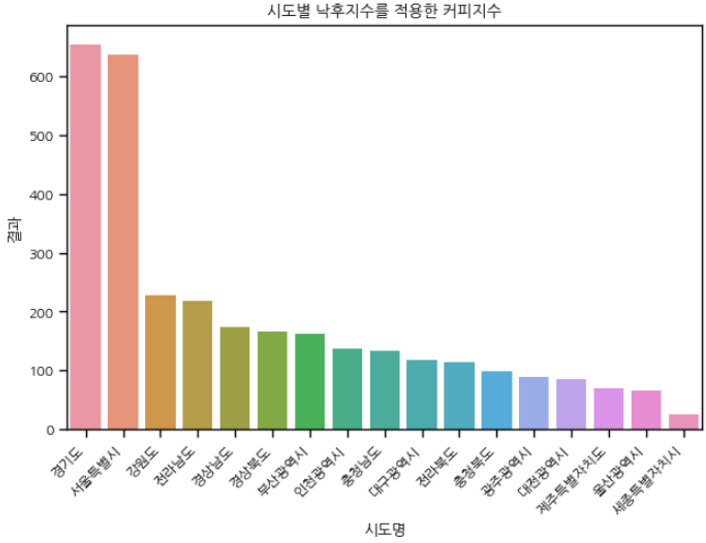 시도별 낙후지수를 적용한 커피지수
600
500
400
300
200
100
0
결과
경기도
서울특별시
강원도
전라남도
경상남도
경상북도
부산광역시
인천광역시
충청남도
대구광역시
전라북도
충청북도
광주광역시
대전광역시
제주특별자치도
울산광역시
세종특별자치시
시도명